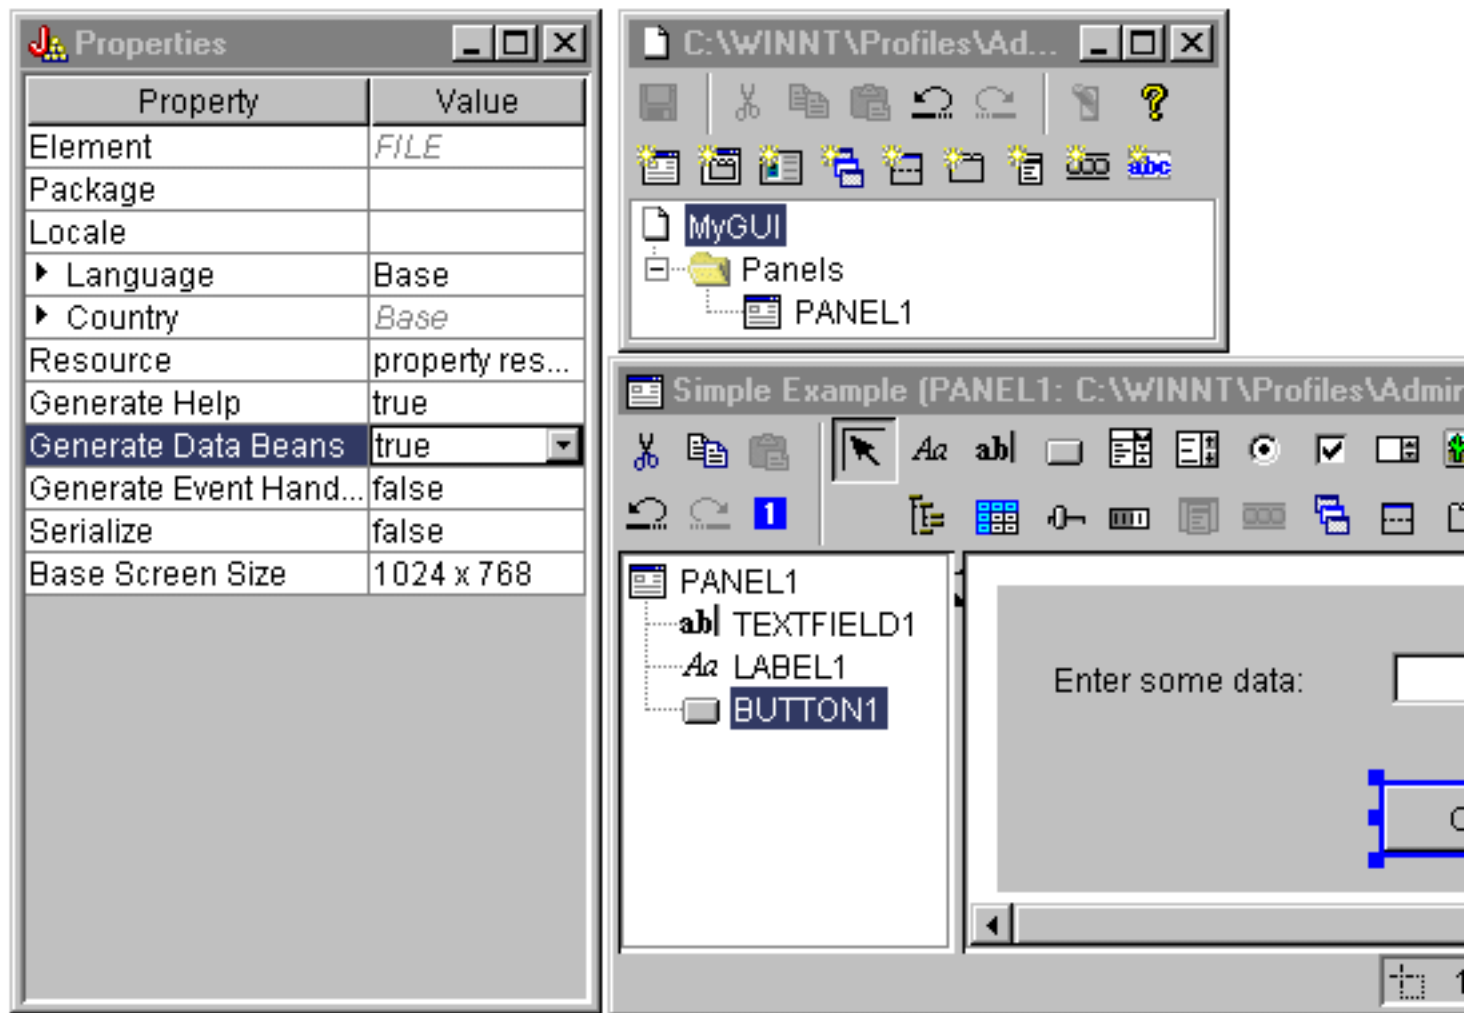 Properties
Property Value
Element FILE
Package
Locale
Language Base
Country Base
Resource property res...
Generate Help true
Generate Data Beans true
Generate Event Hand... false
Serialize false
Base Screen Size 1024 x 768
C:\WINNT\Profiles\Ad...
abc
MyGUI
Panels
PANEL1
Simple Example (PANEL1: C:\WINNT\Profiles\Admin
Aa ab
1
PANEL1
ab TEXTFIELD1
Aa LABEL1
BUTTON1
Enter some data: